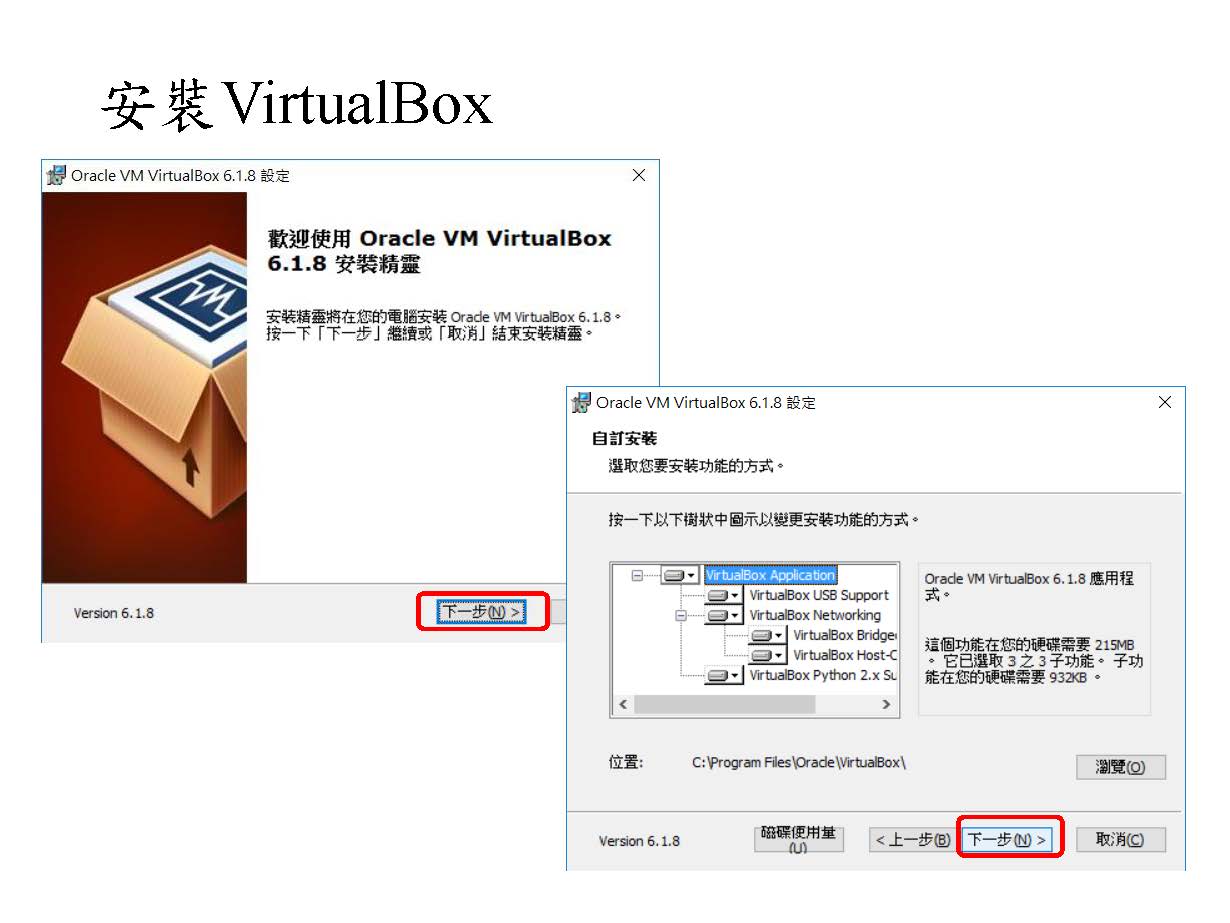 安裝VirtualBox
Oracle VM VirtualBox 6.1.8 設定
歡迎使用 Oracle VM VirtualBox
6.1.8 安裝精靈
安裝精靈將在您的電腦安裝 Oracle VM VirtualBox 6.1.8。
按一下「下一步」繼續或「取消」結束安裝精靈。
Version 6.1.8
下一步(N) >
Oracle VM VirtualBox 6.1.8 設定
自訂安裝
選取您要安裝功能的方式。
按一下以下樹狀中圖示以變更安裝功能的方式。
VirtualBox Application
VirtualBox USB Support
VirtualBox Networking
VirtualBox Bridge
VirtualBox Host-C
VirtualBox Python 2.x Su
Oracle VM VirtualBox 6.1.8 應用程
式。
這個功能在您的硬碟需要 215MB
。 它已選取 3 之 3 子功能。 子功
能在您的硬碟需要 932KB 。
位置:
C:\Program Files\Oracle\VirtualBox\
瀏覽(O)
Version 6.1.8
磁碟使用量
(U)
< 上一步(B)
下一步(N) >
取消(C)